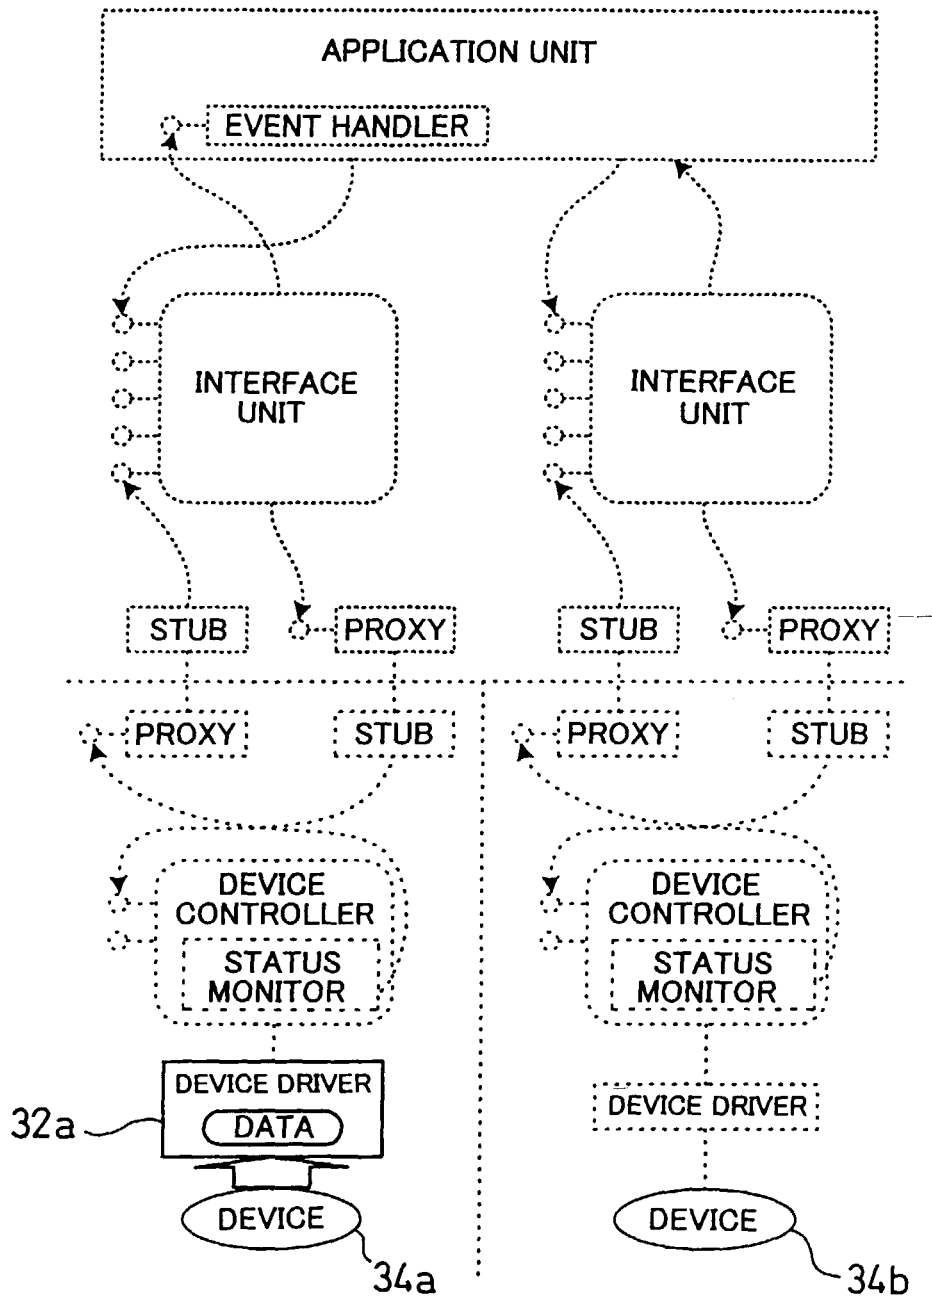 APPLICATION UNIT
EVENT HANDLER
INTERFACE
UNIT
INTERFACE
UNIT
STUB
PROXY
STUB
PROXY
PROXY
STUB
PROXY
STUB
DEVICE
CONTROLLER
STATUS
MONITOR
DEVICE
CONTROLLER
STATUS
MONITOR
DEVICE DRIVER
DATA
32a
DEVICE DRIVER
DEVICE
34a
DEVICE
34b